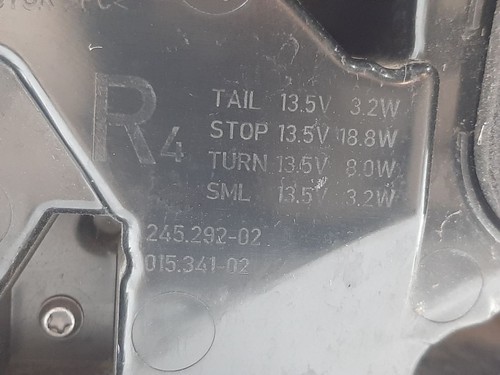 R4
TAIL 13.5V 3.2W
STOP 13.5V 18.8W
TURN 13.5V 8.0W
SML 13.5V 3.2W
245.292-02
015.341-02